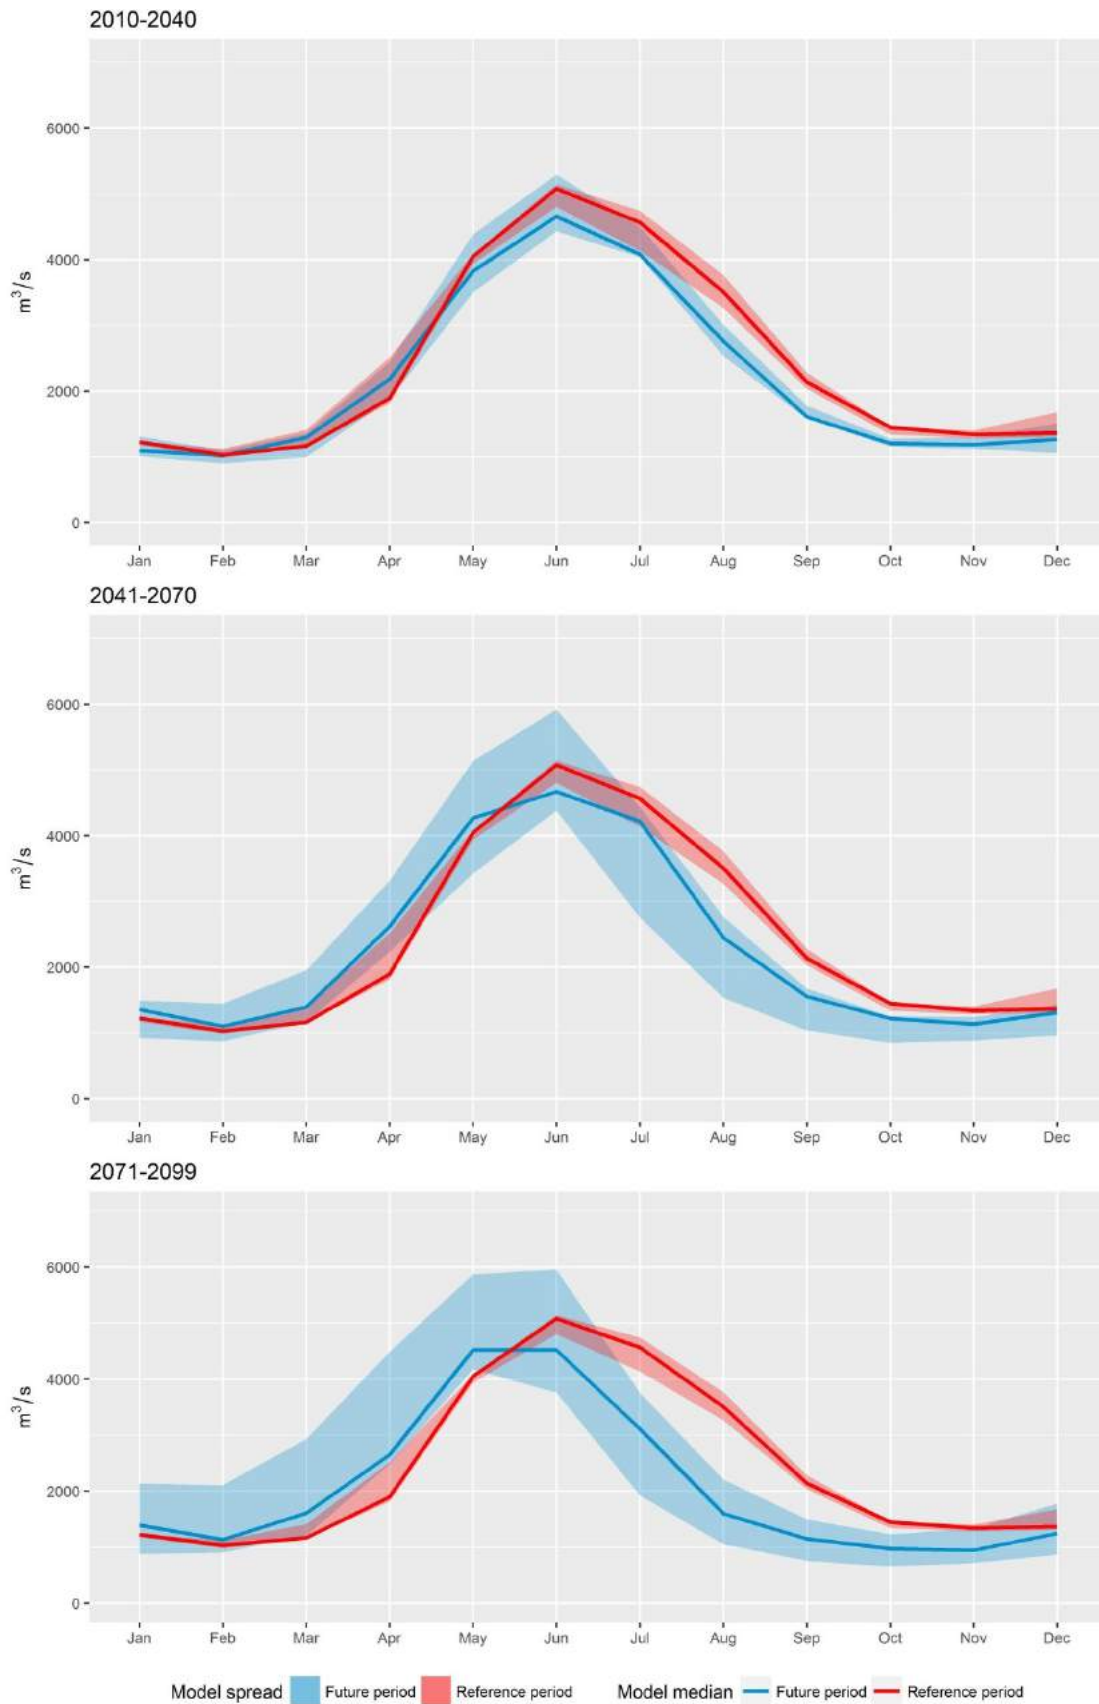 2010-2040
6000
4000
m³/s
2000
0
Jan Feb Mar Apr May Jun Jul Aug Sep Oct Nov Dec
2041-2070
6000
4000
m³/s
2000
0
Jan Feb Mar Apr May Jun Jul Aug Sep Oct Nov Dec
2071-2099
6000
4000
m³/s
2000
0
Jan Feb Mar Apr May Jun Jul Aug Sep Oct Nov Dec
Model spread Future period Reference period Model median Future period Reference period